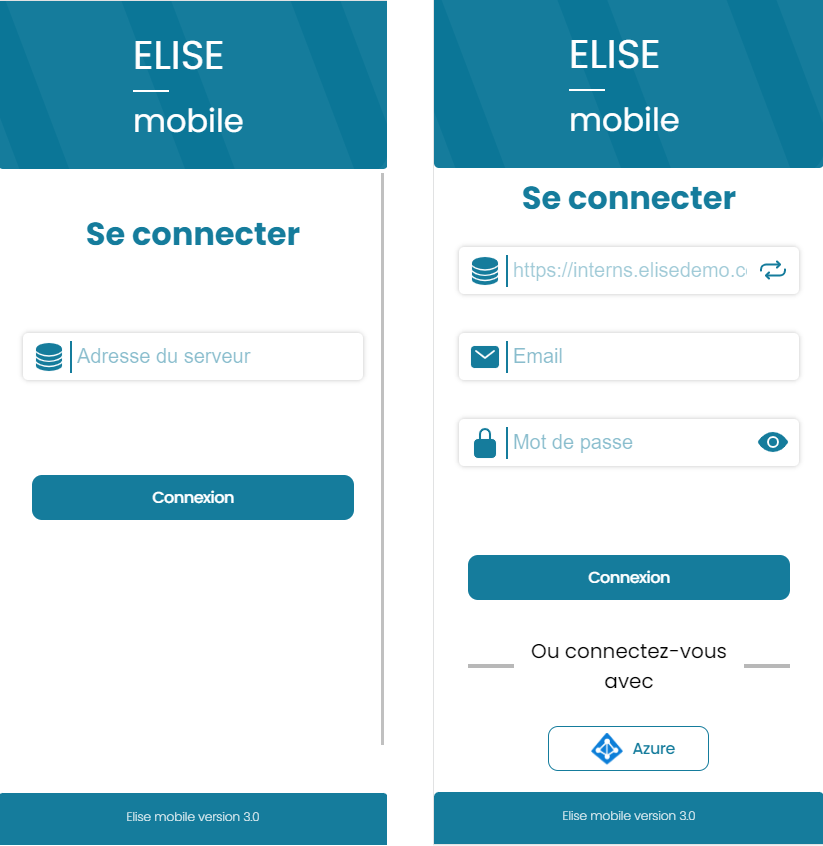 ELISE
mobile
Se connecter
Adresse du serveur
Connexion
Elise mobile version 3.0
ELISE
mobile
Se connecter
https://interns.elisedemo.c
Email
Mot de passe
Connexion
Ou connectez-vous
avec
Azure
Elise mobile version 3.0